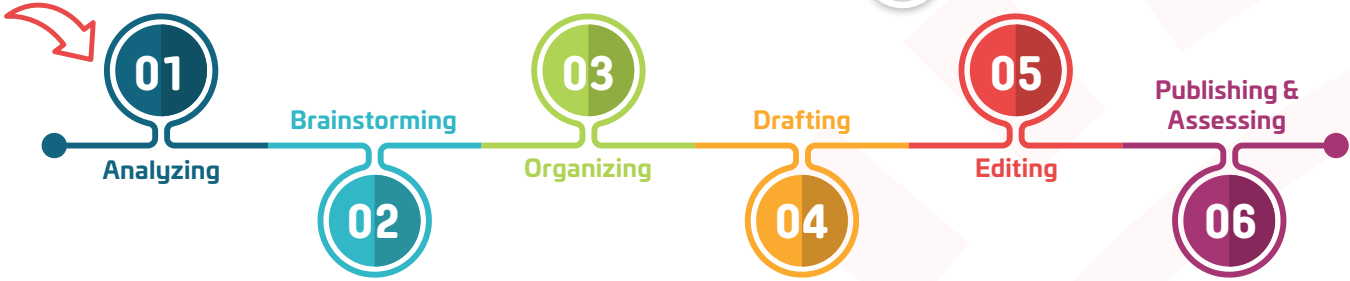 01
Analyzing
Brainstorming
02
03
Organizing
Drafting
04
05
Editing
Publishing &
Assessing
06